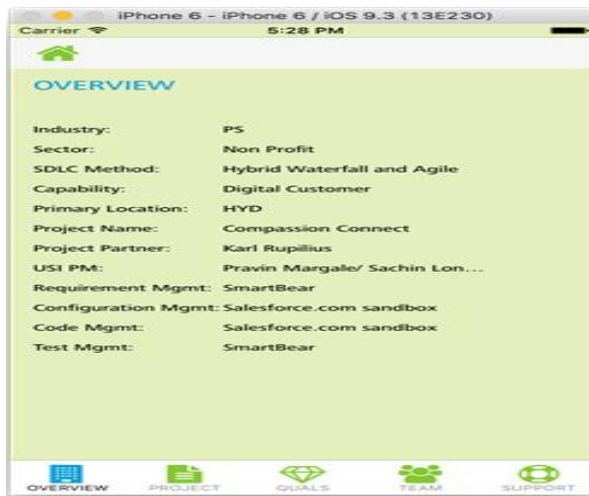 iPhone 6 - iPhone 6 / iOS 9.3 (13E230)
Carrier 5:28 PM
OVERVIEW
Industry: PS
Sector: Non Profit
SDLC Method: Hybrid Waterfall and Agile
Capability: Digital Customer
Primary Location: HYD
Project Name: Compassion Connect
Project Partner: Karl Rupilius
USI PM: Pravin Margale/ Sachin Lon...
Requirement Mgmt: SmartBear
Configuration Mgmt: Salesforce.com sandbox
Code Mgmt: Salesforce.com sandbox
Test Mgmt: SmartBear
OVERVIEW PROJECT QUALS TEAM SUPPORT